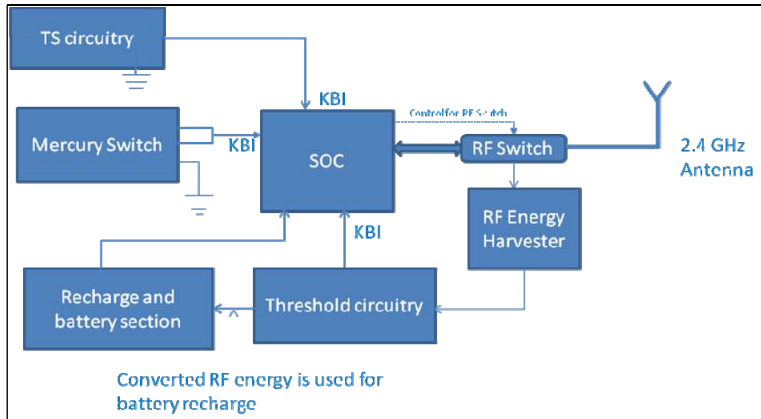 TS circuitry
KBI
Control for RF Switch
Mercury Switch
KBI
SOC
RF Switch
2.4 GHz
Antenna
RF Energy
Harvester
KBI
Recharge and
battery section
Threshold circuitry
Converted RF energy is used for
battery recharge